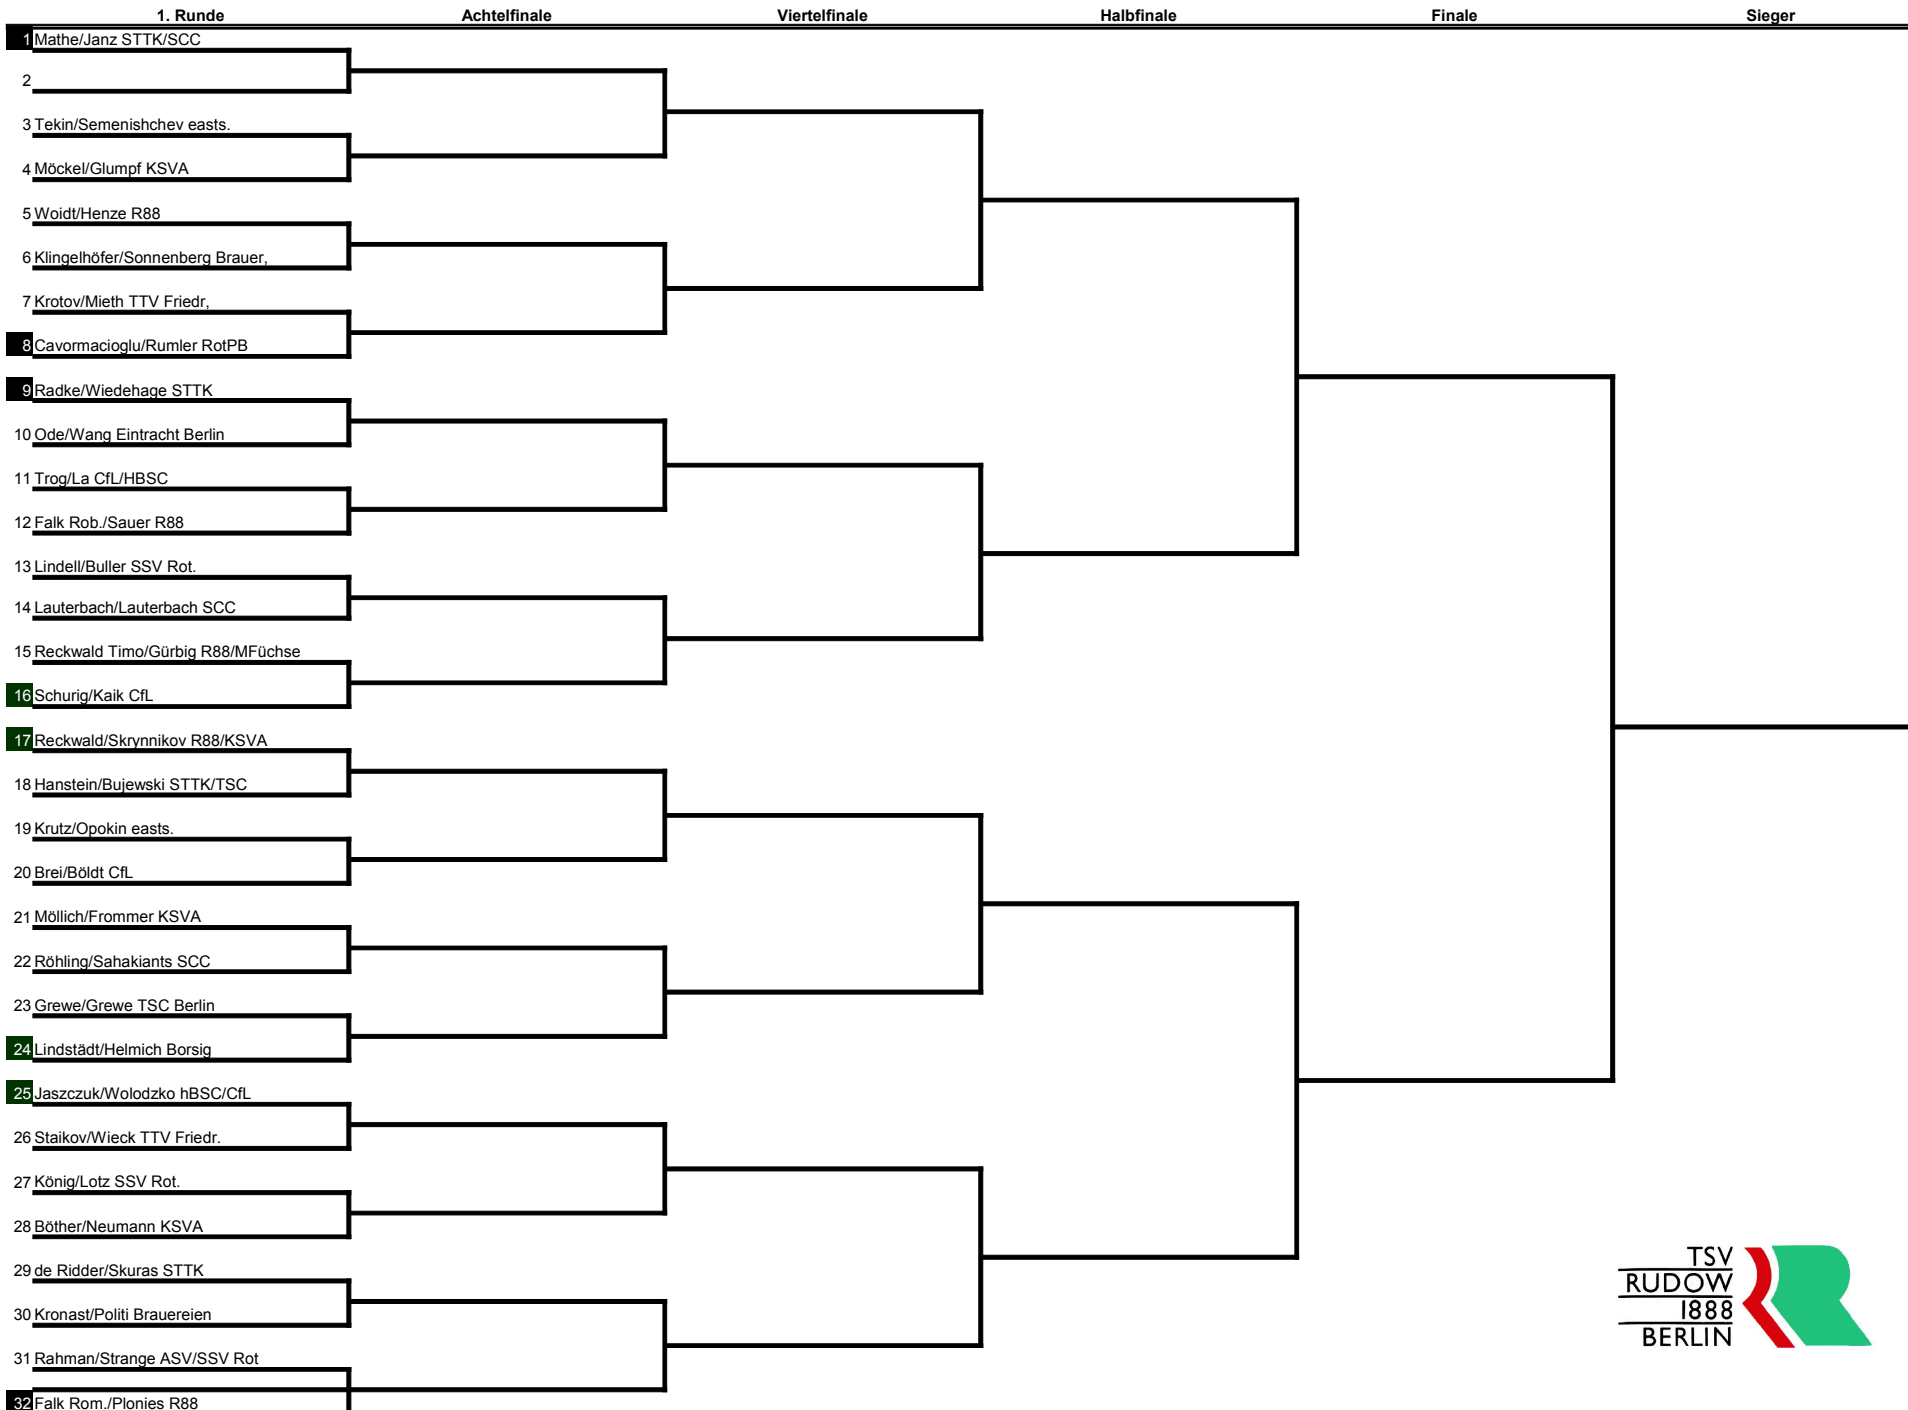 1. Runde Achtelfinale Viertelfinale Halbfinale Finale Sieger
1 Mathe/Janz STTK/SCC
2
3 Tekin/Semenishchev easts.
4 Möckel/Glumpf KSVA
5 Woidt/Henze R88
6 Klingelhöfer/Sonnenberg Brauer,
7 Krotov/Mieth TTV Friedr,
8 Cavormacioglu/Rumler RotPB
9 Radke/Wiedehage STTK
10 Ode/Wang Eintracht Berlin
11 Trog/La CfL/HBSC
12 Falk Rob./Sauer R88
13 Lindell/Buller SSV Rot.
14 Lauterbach/Lauterbach SCC
15 Reckwald Timo/Gürbig R88/MFüchse
16 Schurig/Kaik CfL
17 Reckwald/Skrynnikov R88/KSVA
18 Hanstein/Bujewski STTK/TSC
19 Krutz/Opokin easts.
20 Brei/Böldt CfL
21 Möllich/Frommer KSVA
22 Röhling/Sahakiants SCC
23 Grewe/Grewe TSC Berlin
24 Lindstädt/Helmich Borsig
25 Jaszczuk/Wolodzko hBSC/CfL
26 Staikov/Wieck TTV Friedr.
27 König/Lotz SSV Rot.
28 Böther/Neumann KSVA
29 de Ridder/Skuras STTK
30 Kronast/Politi Brauereien
31 Rahman/Strange ASV/SSV Rot
32 Falk Rom./Plonies R88
TSV
RUDOW
1888
BERLIN